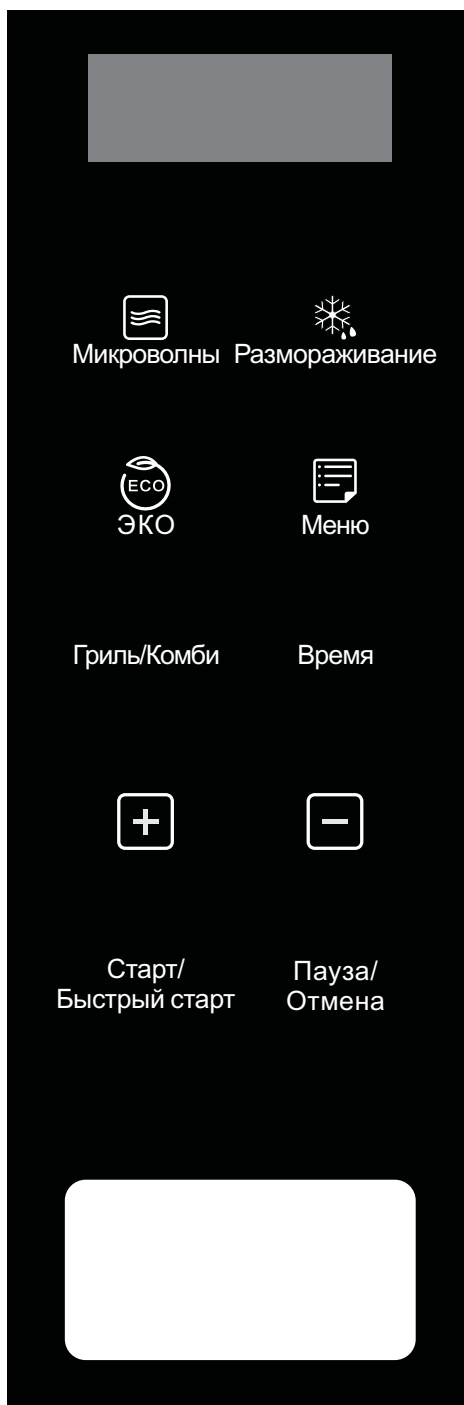 Микроволны Размораживание
ECO
ЭКО Меню
Гриль/Комби Время
+ −
Старт/ Пауза/
Быстрый старт Отмена